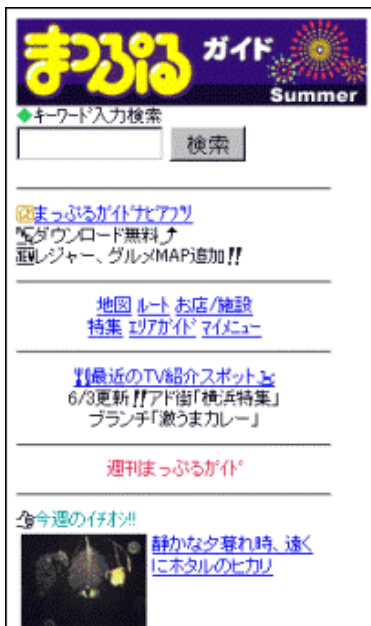 まっぷる ガイド
Summer
◆ｷｰﾜｰﾄﾞ入力検索
検索
まっぷるｶﾞｲﾄﾞﾅﾋﾞｱﾌﾟﾘ
ダウンロード無料
レジャー、グルメMAP追加!!
地図 ﾙｰﾄ お店/施設
特集 ｴﾘｱｶﾞｲﾄﾞ ﾏｲﾒﾆｭｰ
最近のTV紹介スポット
6/3更新!!アド街「横浜特集」
ブランチ「激うまカレー」
週刊まっぷるｶﾞｲﾄﾞ
今週のｲﾁｵｼ!!
静かな夕暮れ時、遠く
にホタルのヒカリ